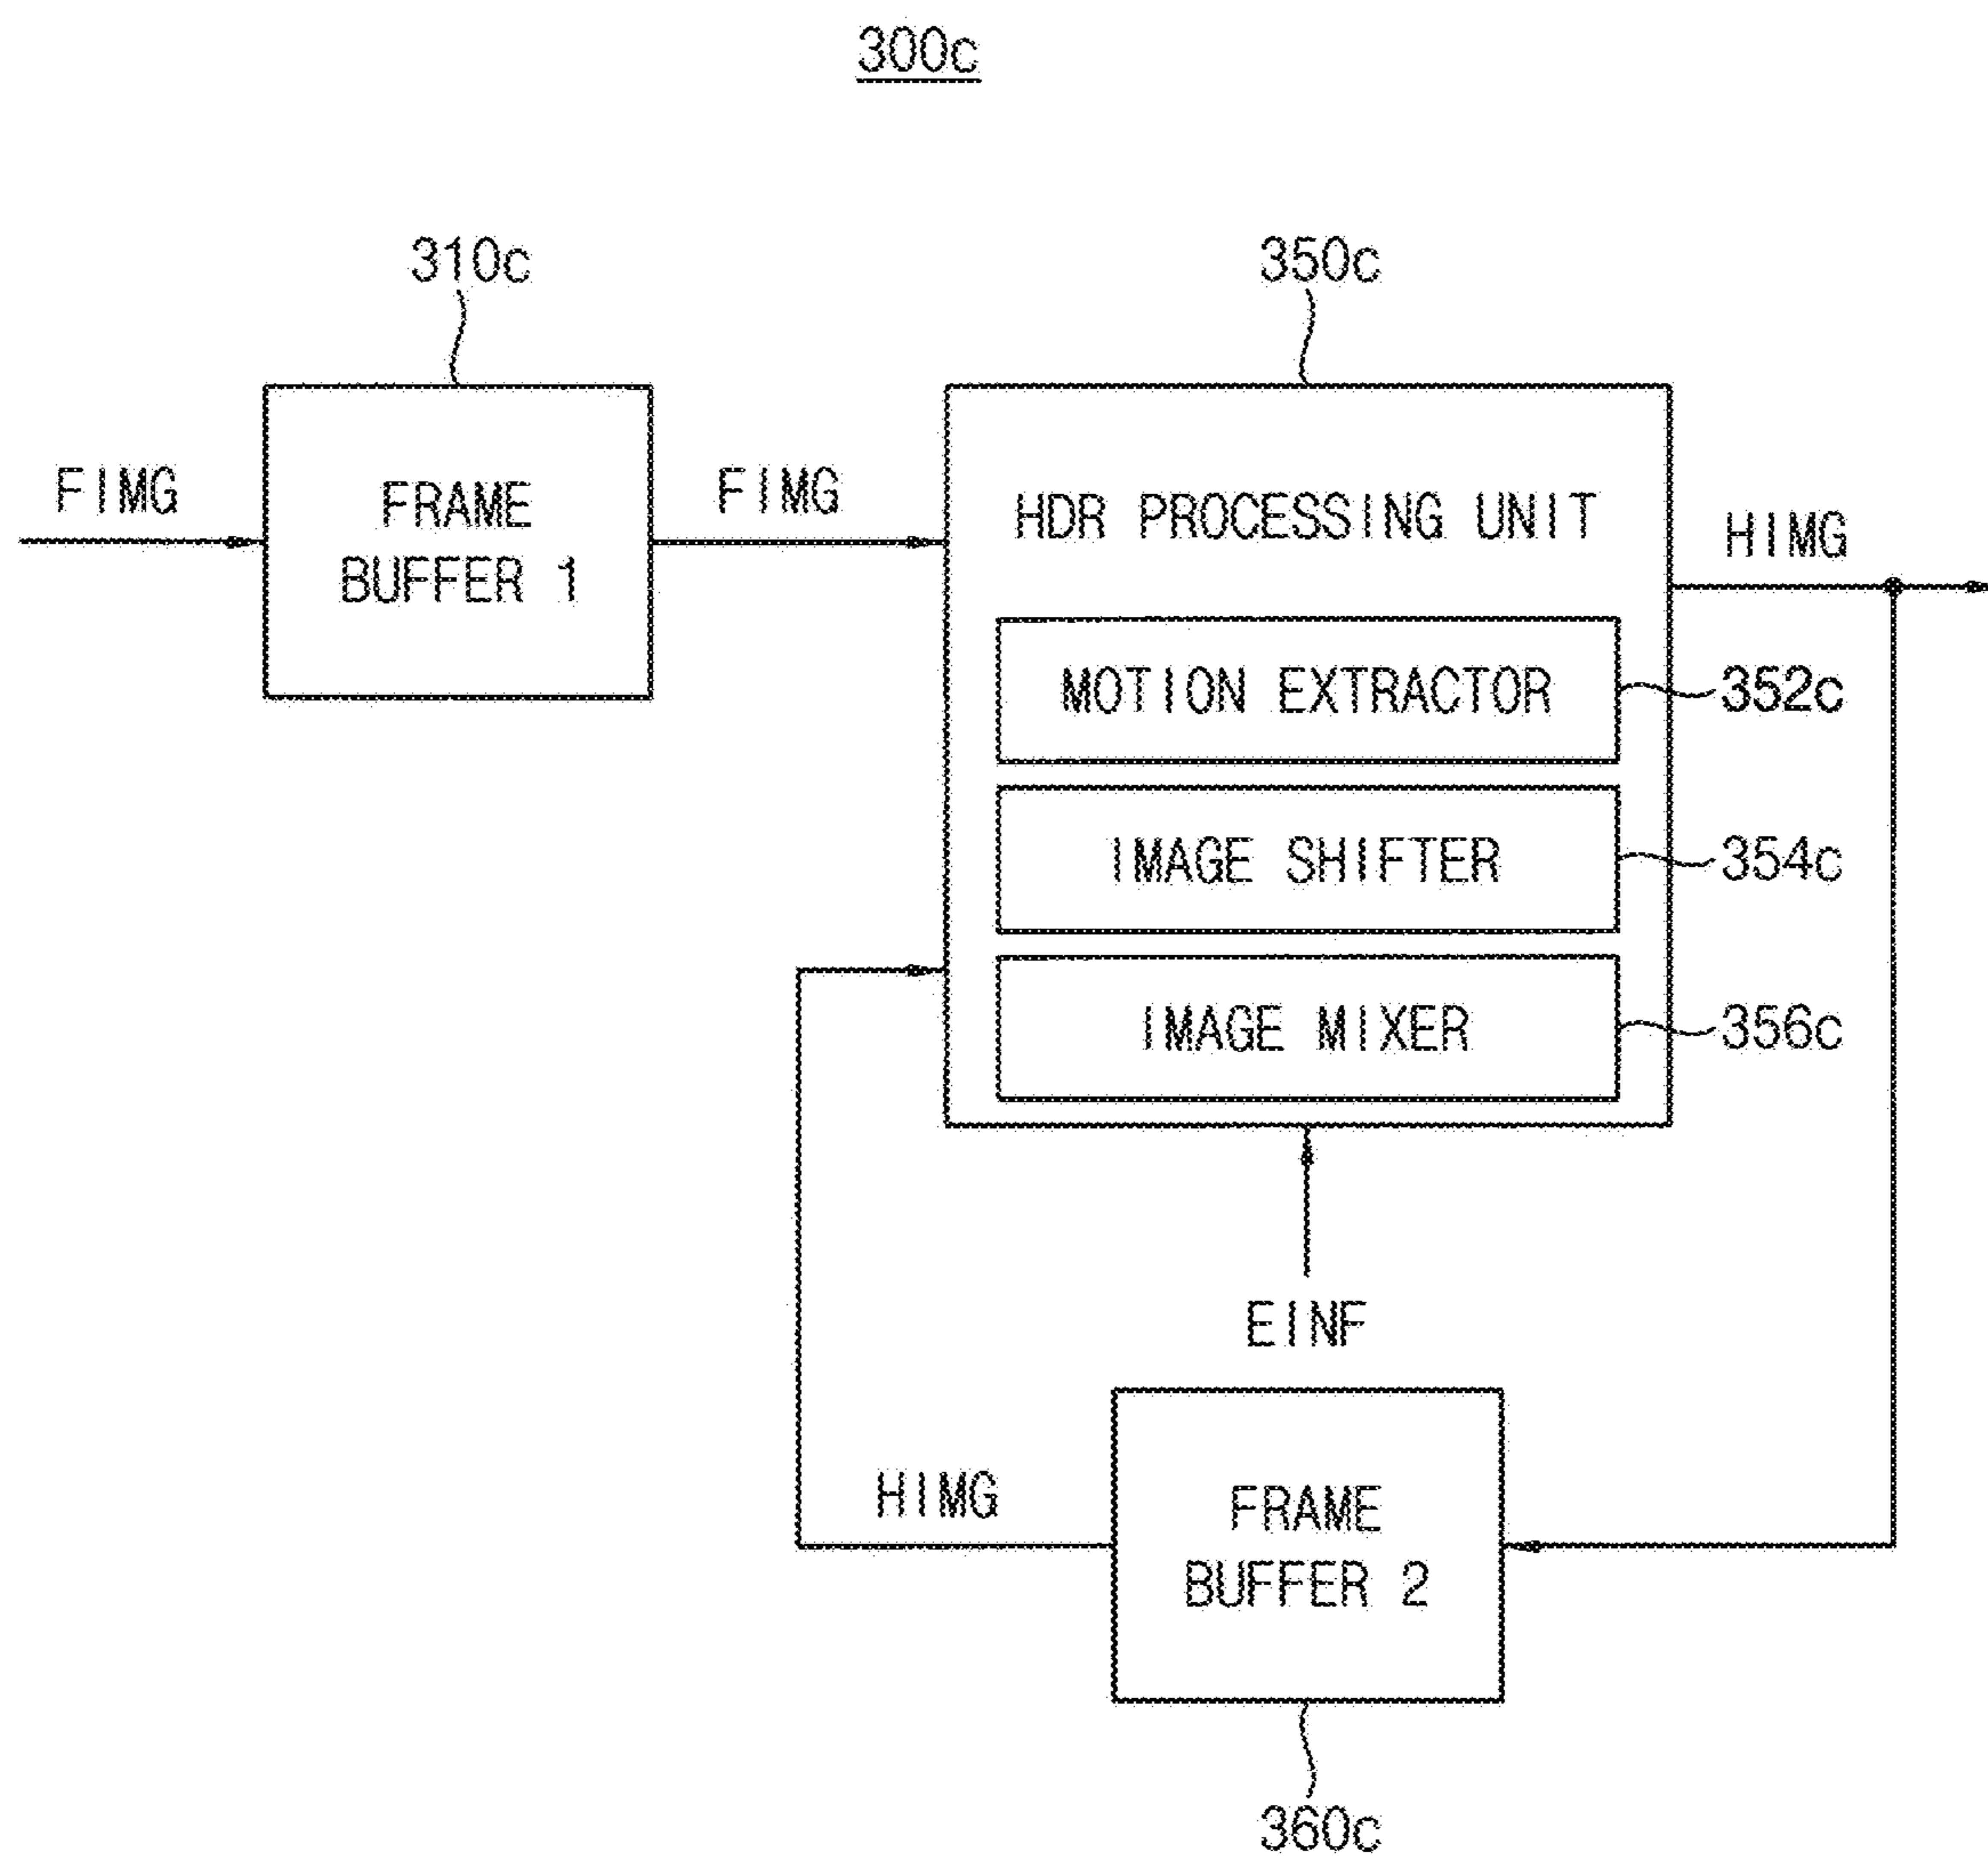 300c
310c
350c
FIMG
FRAME
BUFFER 1
FIMG
HDR PROCESSING UNIT
HIMG
MOTION EXTRACTOR
352c
IMAGE SHIFTER
354c
IMAGE MIXER
356c
EINF
HIMG
FRAME
BUFFER 2
360c